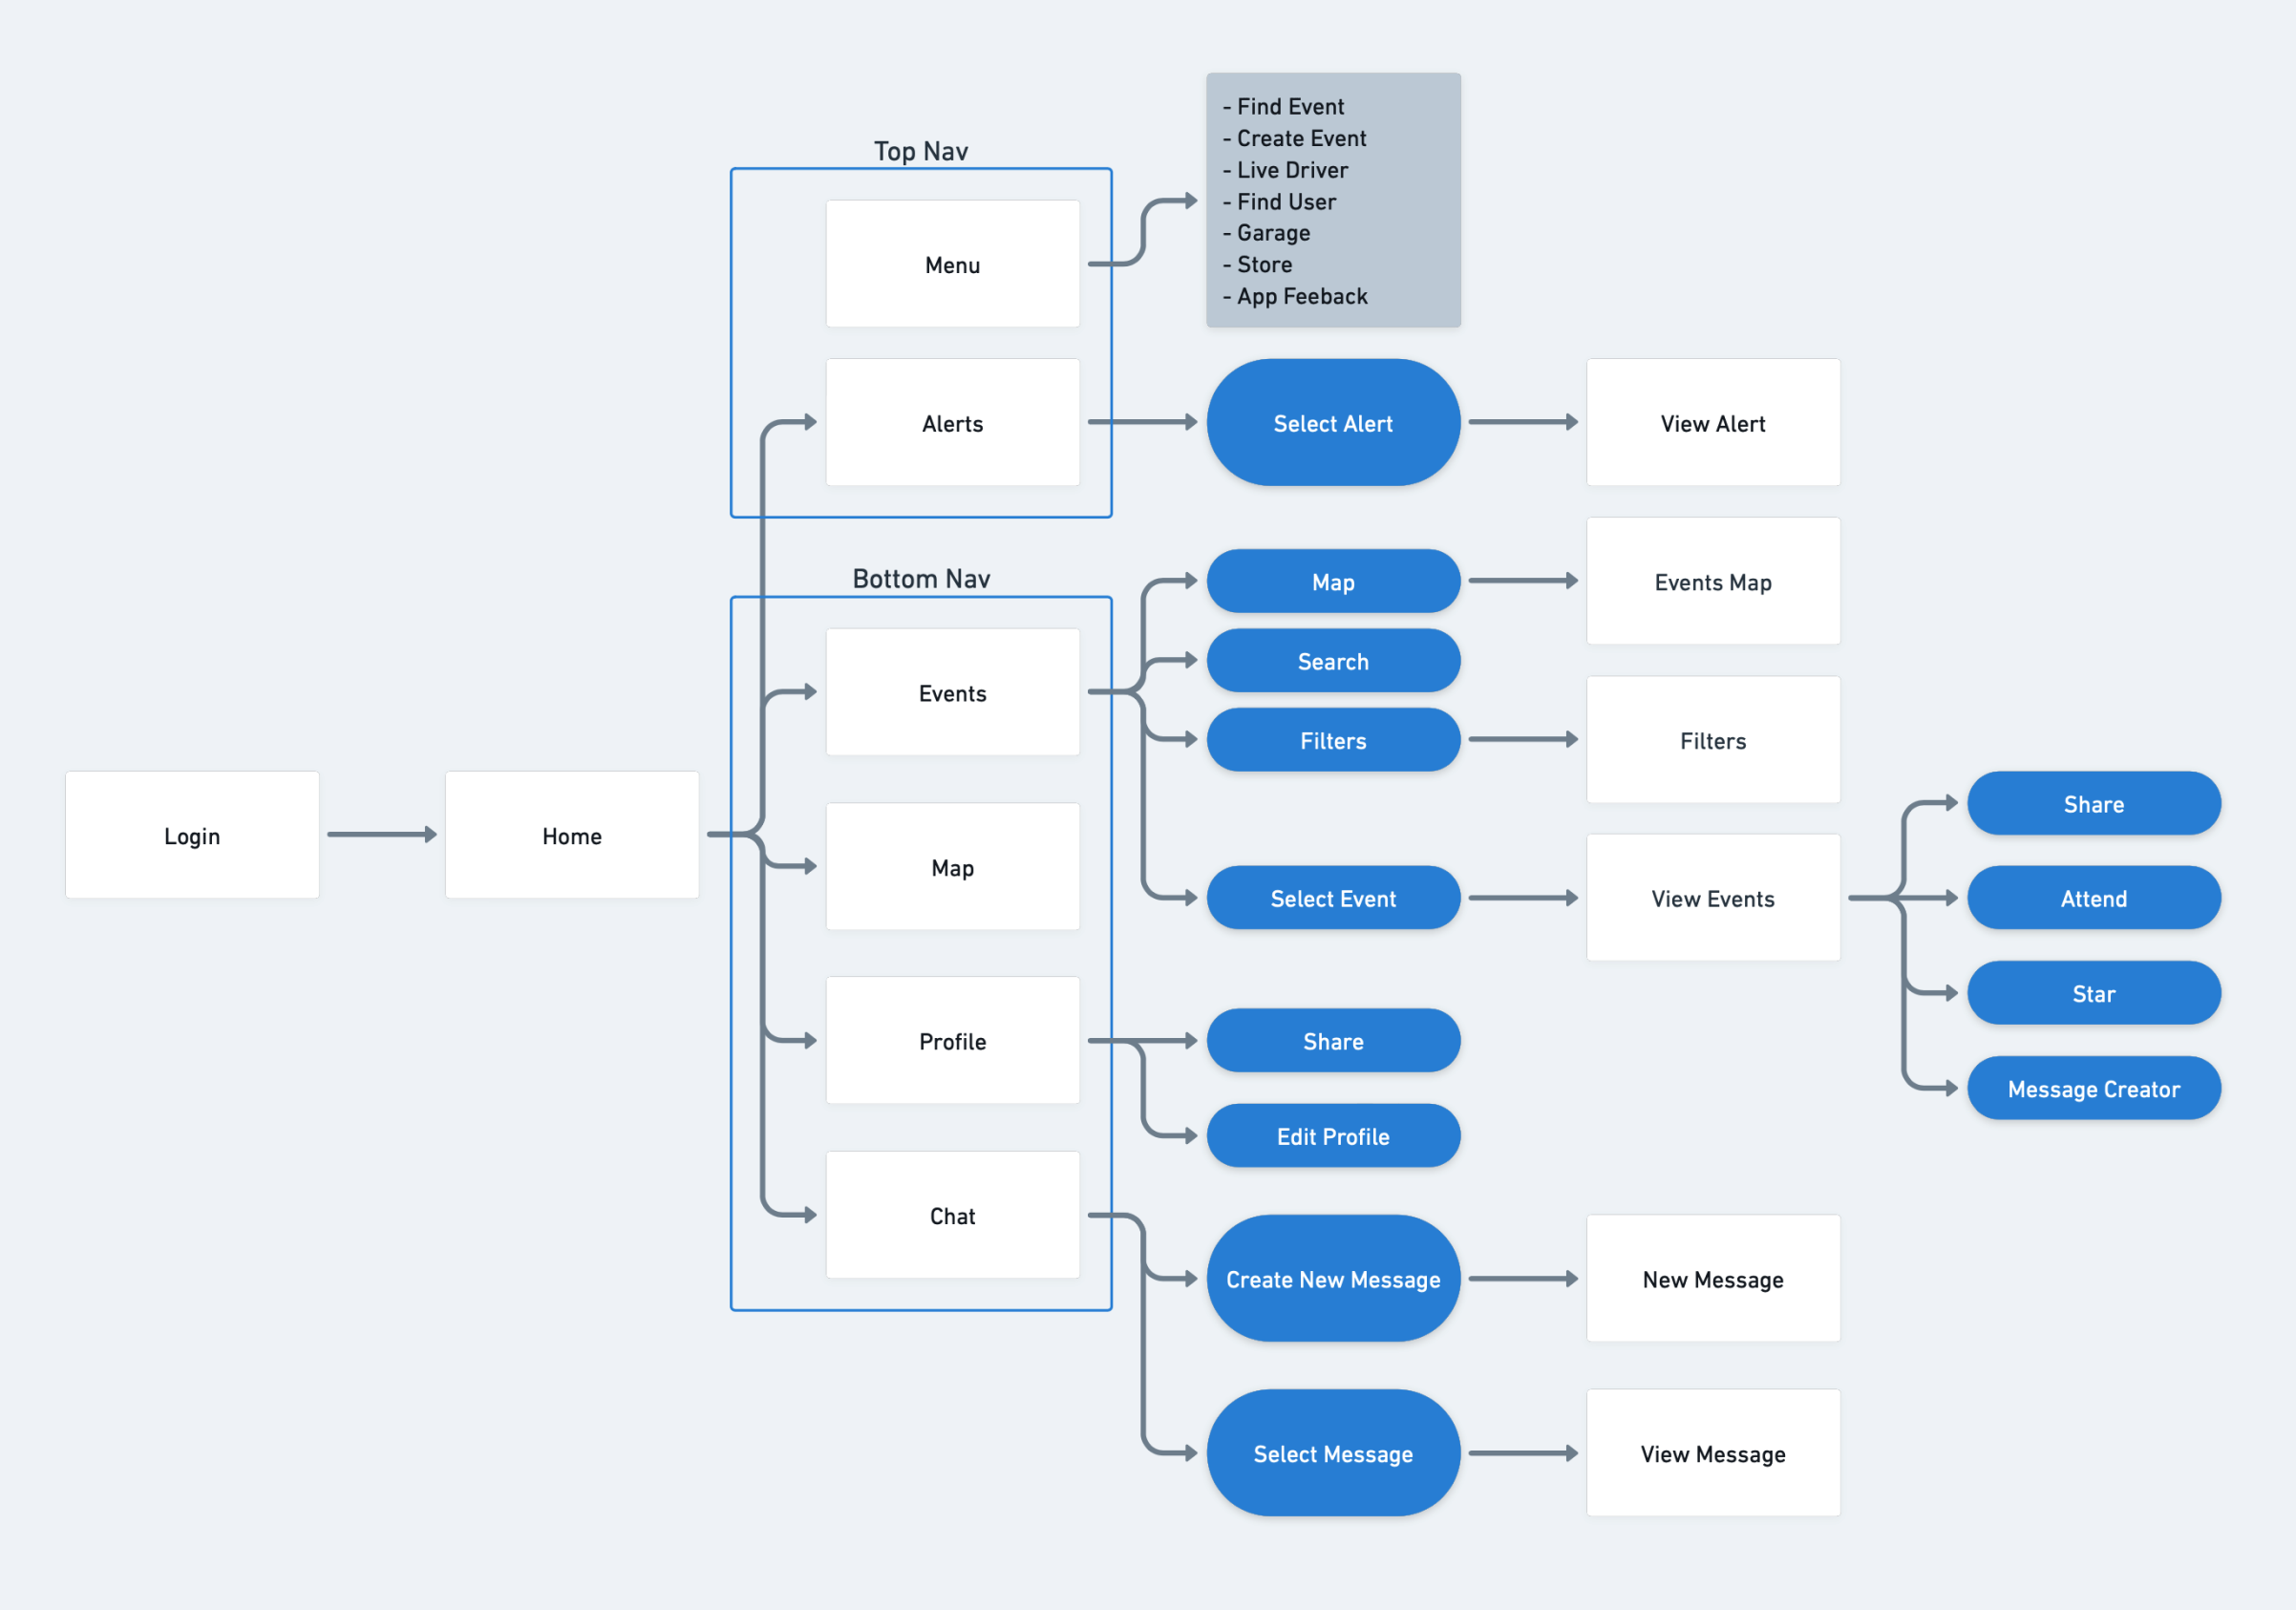 Top Nav
Menu
- Find Event
- Create Event
- Live Driver
- Find User
- Garage
- Store
- App Feeback
Alerts
Select Alert
View Alert
Bottom Nav
Map
Events Map
Events
Search
Filters
Filters
Login
Home
Map
Select Event
View Events
Share
Attend
Star
Message Creator
Profile
Share
Edit Profile
Chat
Create New Message
New Message
Select Message
View Message